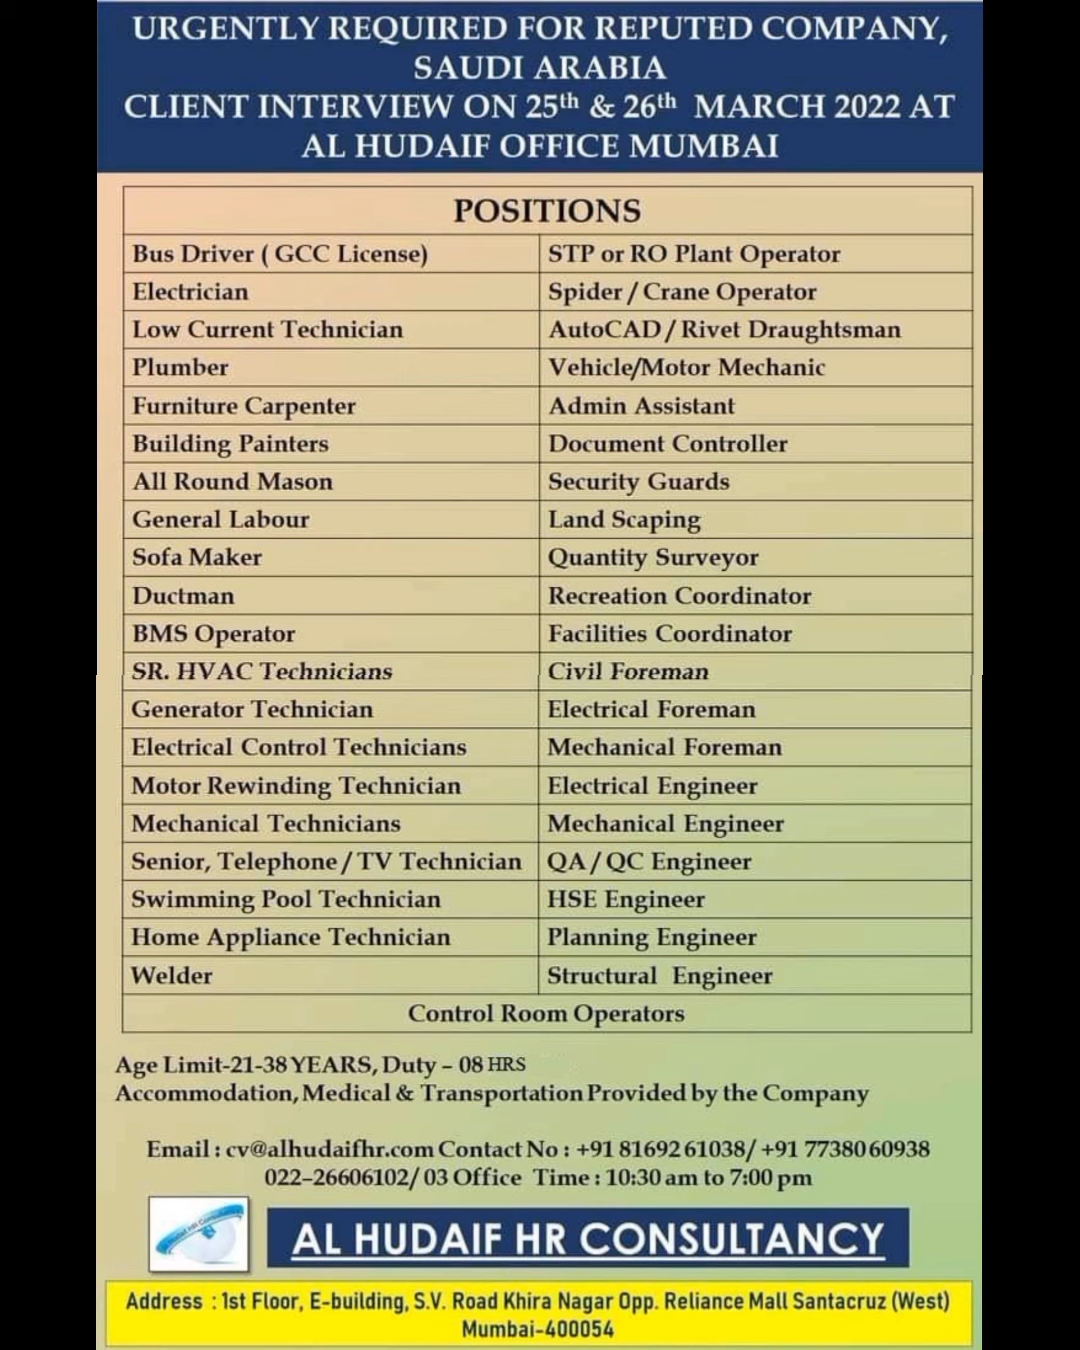 URGENTLY REQUIRED FOR REPUTED COMPANY,
SAUDI ARABIA
CLIENT INTERVIEW ON 25th & 26th MARCH 2022 AT
AL HUDAIF OFFICE MUMBAI
POSITIONS
Bus Driver ( GCC License) STP or RO Plant Operator
Electrician Spider / Crane Operator
Low Current Technician AutoCAD / Rivet Draughtsman
Plumber Vehicle/Motor Mechanic
Furniture Carpenter Admin Assistant
Building Painters Document Controller
All Round Mason Security Guards
General Labour Land Scaping
Sofa Maker Quantity Surveyor
Ductman Recreation Coordinator
BMS Operator Facilities Coordinator
SR. HVAC Technicians Civil Foreman
Generator Technician Electrical Foreman
Electrical Control Technicians Mechanical Foreman
Motor Rewinding Technician Electrical Engineer
Mechanical Technicians Mechanical Engineer
Senior, Telephone / TV Technician QA / QC Engineer
Swimming Pool Technician HSE Engineer
Home Appliance Technician Planning Engineer
Welder Structural Engineer
Control Room Operators
Age Limit-21-38 YEARS, Duty – 08 HRS
Accommodation, Medical & Transportation Provided by the Company
Email : cv@alhudaifhr.com Contact No : +91 81692 61038/ +91 77380 60938
022–26606102/ 03 Office Time : 10:30 am to 7:00 pm
Al Hudaif HR Consultancy
AL HUDAIF HR CONSULTANCY
Address : 1st Floor, E-building, S.V. Road Khira Nagar Opp. Reliance Mall Santacruz (West)
Mumbai-400054